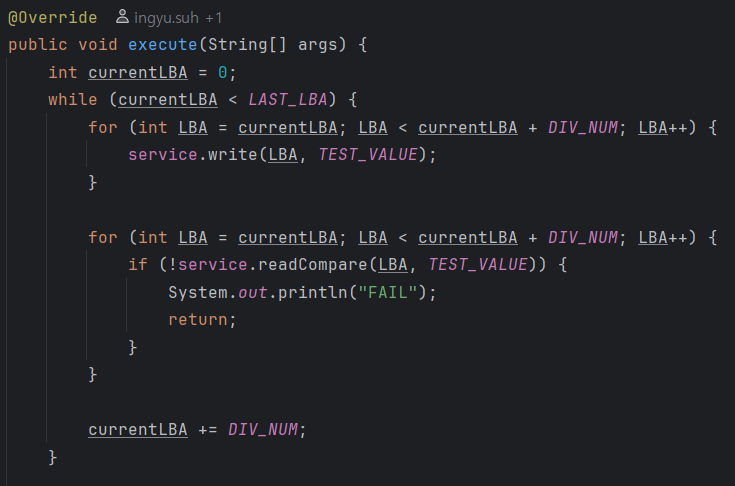 @Override ingyu.suh +1
public void execute(String[] args) {
int currentLBA = 0;
while (currentLBA < LAST_LBA) {
for (int LBA = currentLBA; LBA < currentLBA + DIV_NUM; LBA++) {
service.write(LBA, TEST_VALUE);
}
for (int LBA = currentLBA; LBA < currentLBA + DIV_NUM; LBA++) {
if (!service.readCompare(LBA, TEST_VALUE)) {
System.out.println("FAIL");
return;
}
}
currentLBA += DIV_NUM;
}